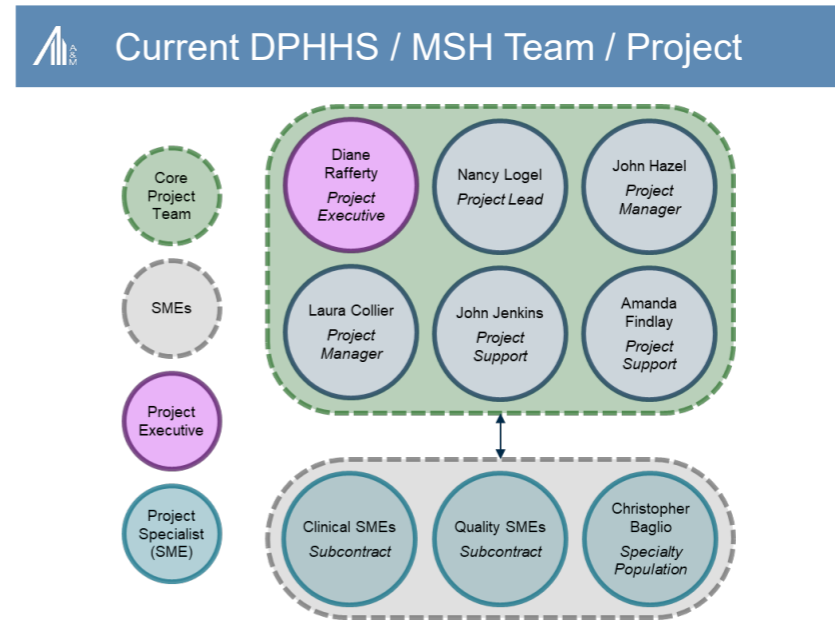 A & M
Current DPHHS / MSH Team / Project
Core
Project
Team
SMEs
Project
Executive
Project
Specialist
(SME)
Diane
Rafferty
Project
Executive
Nancy Logel
Project Lead
John Hazel
Project
Manager
Laura Collier
Project
Manager
John Jenkins
Project
Support
Amanda
Findlay
Project
Support
Clinical SMEs
Subcontract
Quality SMEs
Subcontract
Christopher
Baglio
Specialty
Population